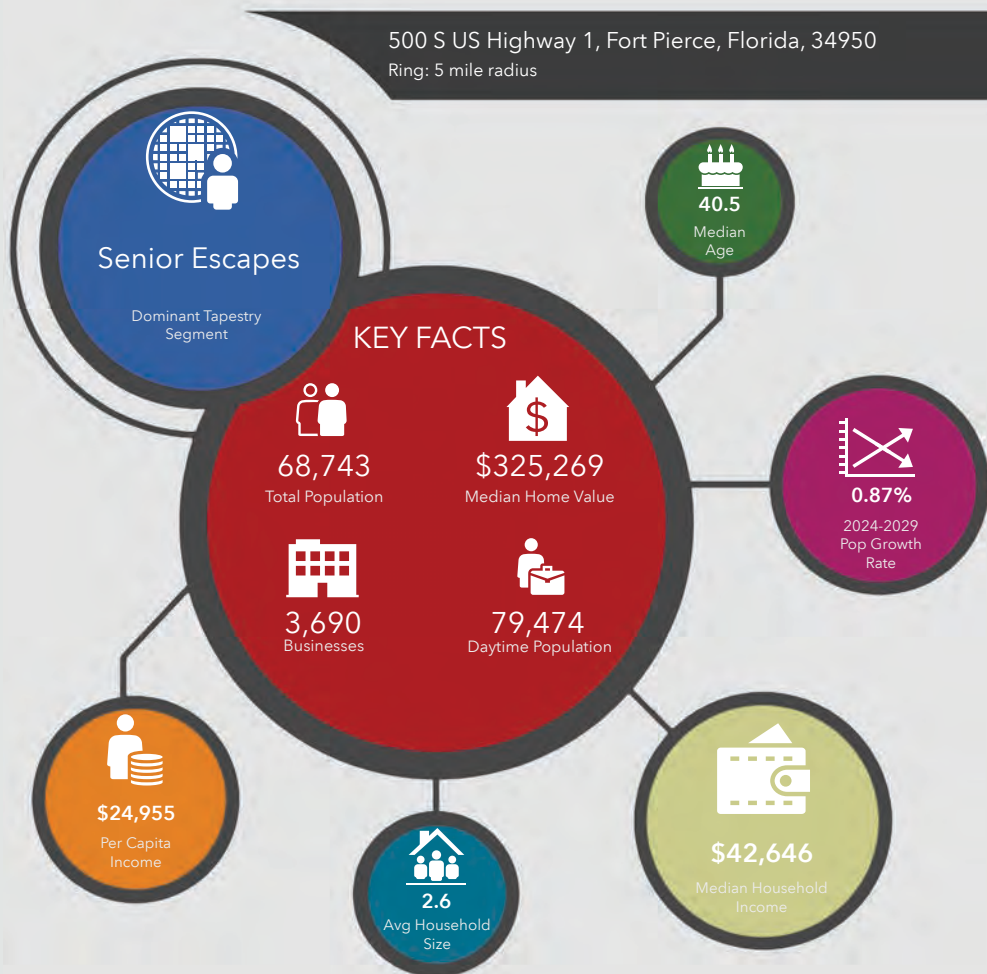 500 S US Highway 1, Fort Pierce, Florida, 34950
Ring: 5 mile radius
Senior Escapes
Dominant Tapestry
Segment
KEY FACTS
68,743
Total Population
$325,269
Median Home Value
3,690
Businesses
79,474
Daytime Population
40.5
Median
Age
0.87%
2024-2029
Pop Growth
Rate
$42,646
Median Household
Income
2.6
Avg Household
Size
$24,955
Per Capita
Income